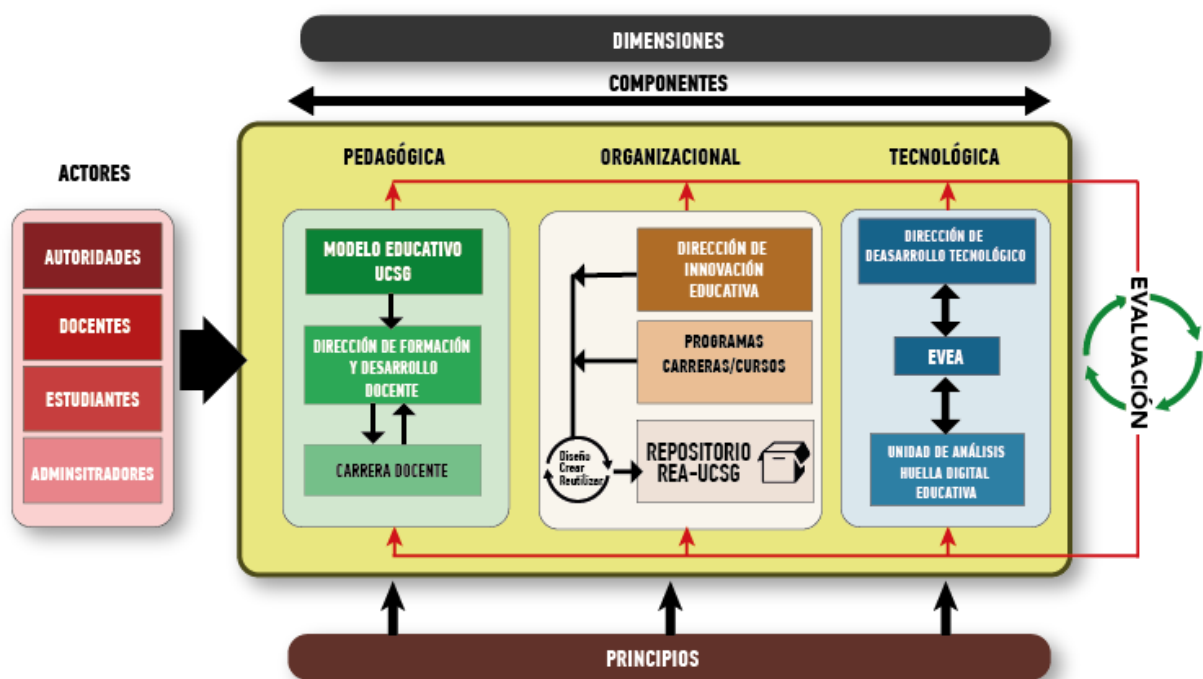 DIMENSIONES
COMPONENTES
ACTORES
AUTORIDADES
DOCENTES
ESTUDIANTES
ADMINSITRADORES
PEDAGÓGICA
MODELO EDUCATIVO
UCSG
DIRECCIÓN DE FORMACIÓN
Y DESARROLLO
DOCENTE
CARRERA DOCENTE
ORGANIZACIONAL
DIRECCIÓN DE
INNOVACIÓN
EDUCATIVA
PROGRAMAS
CARRERAS/CURSOS
Diseño
Crear
Reutilizar
REPOSITORIO
REA-UCSG
TECNOLÓGICA
DIRECCIÓN DE
DEASARROLLO TECNOLÓGICO
EVEA
UNIDAD DE ANÁLISIS
HUELLA DIGITAL
EDUCATIVA
EVALUACIÓN
PRINCIPIOS